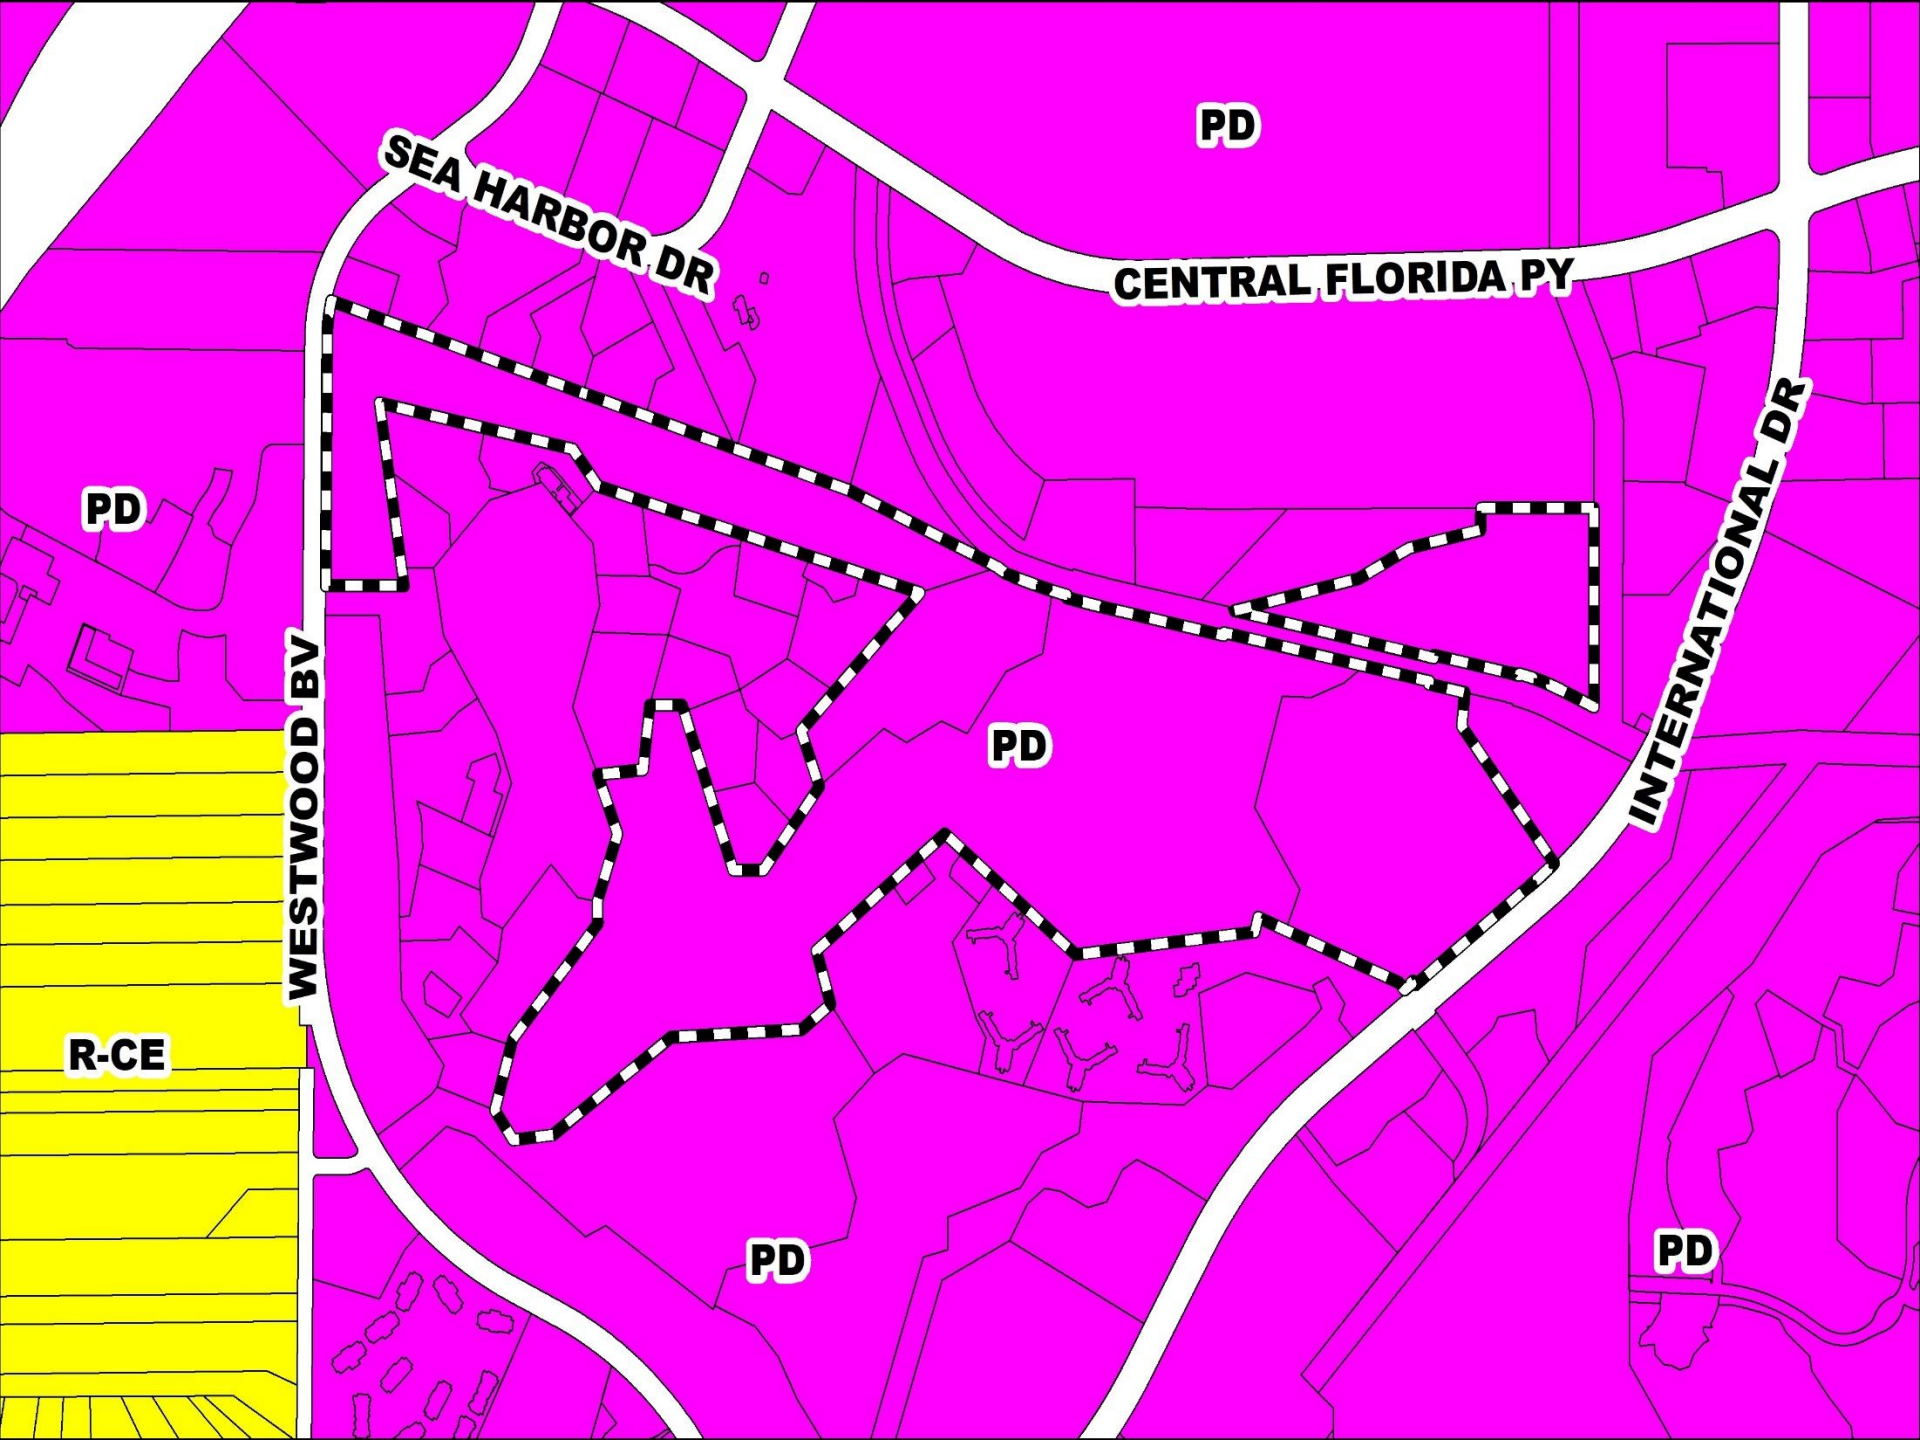 PD
SEA HARBOR DR
CENTRAL FLORIDA PY
PD
INTERNATIONAL DR
WESTWOOD BV
PD
R-CE
PD
PD